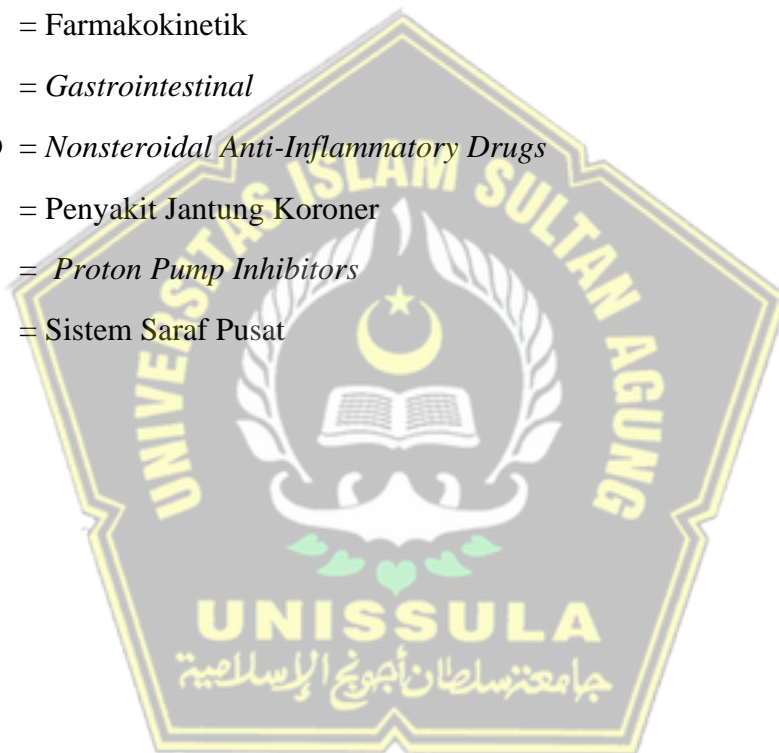 = Farmakokinetik
= Gastrointestinal
= Nonsteroidal Anti-Inflammatory Drugs
= Penyakit Jantung Koroner
= Proton Pump Inhibitors
= Sistem Saraf Pusat
UNIVERSITAS ISLAM SULTAN AGUNG
UNISSULA
جامعة سلطان أجونج الإسلامية